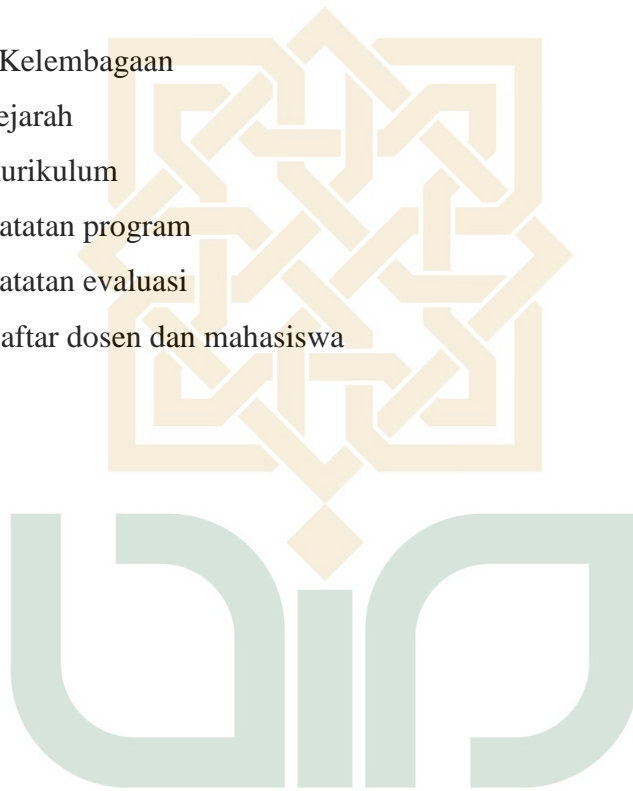 Kelembagaan
ejarah
urikulum
atatan program
atatan evaluasi
aftar dosen dan mahasiswa